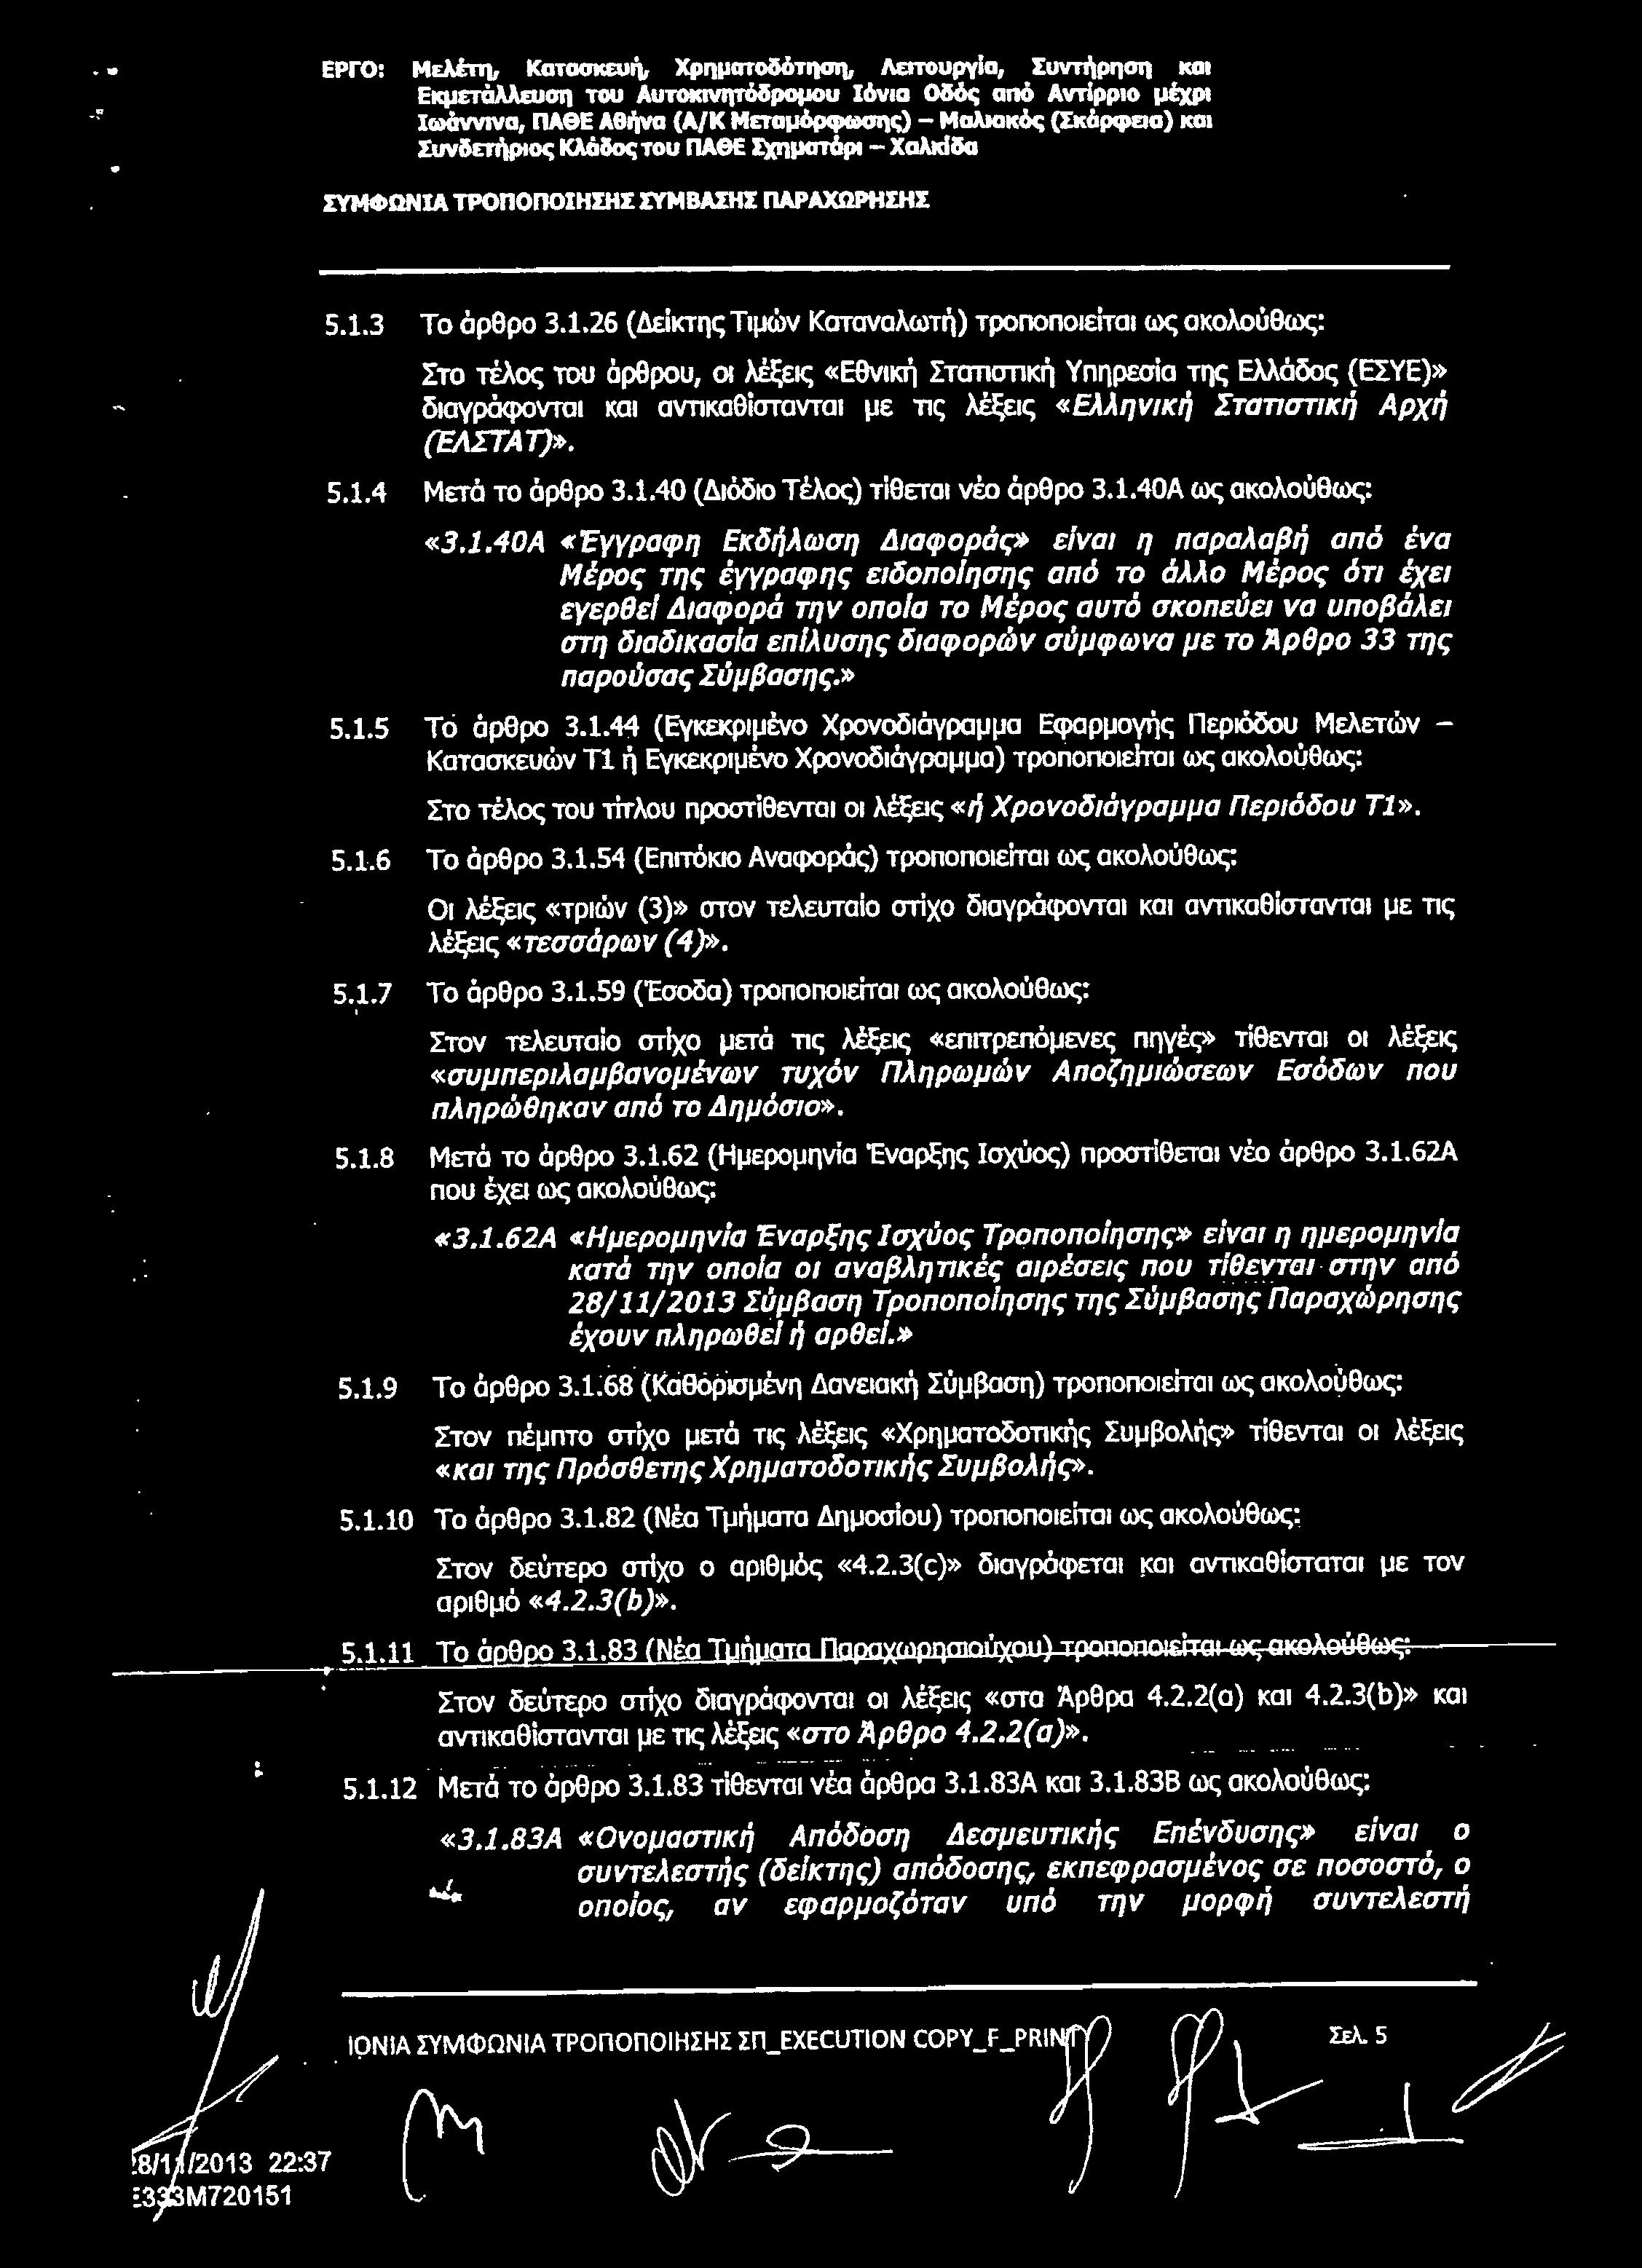 ΕΡΓΟ: Μελέτη, Κατασκευή, Χρηματοδότηση, Λειτουργία, Συντήρηση και
Εκμετάλλευση του Αυτοκινητόδρομου Ιόνια Οδός από Αντίρριο μέχρι
Ιωάννινα, ΠΑΘΕ Αθήνα (Α/Κ Μεταμόρφωσης) – Μαλιακός (Σκάρφεια) και
Συνδετήριος Κλάδος του ΠΑΘΕ Σχηματάρι – Χαλκίδα
ΣΥΜΦΩΝΙΑ ΤΡΟΠΟΠΟΙΗΣΗΣ ΣΥΜΒΑΣΗΣ ΠΑΡΑΧΩΡΗΣΗΣ
5.1.3 Το άρθρο 3.1.26 (Δείκτης Τιμών Καταναλωτή) τροποποιείται ως ακολούθως:
Στο τέλος του άρθρου, οι λέξεις «Εθνική Στατιστική Υπηρεσία της Ελλάδος (ΕΣΥΕ)»
διαγράφονται και αντικαθίστανται με τις λέξεις «Ελληνική Στατιστική Αρχή
(ΕΛΣΤΑΤ)».
5.1.4 Μετά το άρθρο 3.1.40 (Διόδιο Τέλος) τίθεται νέο άρθρο 3.1.40Α ως ακολούθως:
«3.1.40Α «Έγγραφη Εκδήλωση Διαφοράς» είναι η παραλαβή από ένα
Μέρος της έγγραφης ειδοποίησης από το άλλο Μέρος ότι έχει
εγερθεί Διαφορά την οποία το Μέρος αυτό σκοπεύει να υποβάλει
στη διαδικασία επίλυσης διαφορών σύμφωνα με το Άρθρο 33 της
παρούσας Σύμβασης.»
5.1.5 Το άρθρο 3.1.44 (Εγκεκριμένο Χρονοδιάγραμμα Εφαρμογής Περιόδου Μελετών –
Κατασκευών Τ1 ή Εγκεκριμένο Χρονοδιάγραμμα) τροποποιείται ως ακολούθως:
Στο τέλος του τίτλου προστίθενται οι λέξεις «ή Χρονοδιάγραμμα Περιόδου Τ1».
5.1.6 Το άρθρο 3.1.54 (Επιτόκιο Αναφοράς) τροποποιείται ως ακολούθως:
Οι λέξεις «τριών (3)» στον τελευταίο στίχο διαγράφονται και αντικαθίστανται με τις
λέξεις «τεσσάρων (4)».
5.1.7 Το άρθρο 3.1.59 (Έσοδα) τροποποιείται ως ακολούθως:
Στον τελευταίο στίχο μετά τις λέξεις «επιτρεπόμενες πηγές» τίθενται οι λέξεις
«συμπεριλαμβανομένων τυχόν Πληρωμών Αποζημιώσεων Εσόδων που
πληρώθηκαν από το Δημόσιο».
5.1.8 Μετά το άρθρο 3.1.62 (Ημερομηνία Έναρξης Ισχύος) προστίθεται νέο άρθρο 3.1.62Α
που έχει ως ακολούθως:
«3.1.62Α «Ημερομηνία Έναρξης Ισχύος Τροποποίησης» είναι η ημερομηνία
κατά την οποία οι αναβλητικές αιρέσεις που τίθενται στην από
28/11/2013 Σύμβαση Τροποποίησης της Σύμβασης Παραχώρησης
έχουν πληρωθεί ή αρθεί.»
5.1.9 Το άρθρο 3.1.68 (Καθορισμένη Δανειακή Σύμβαση) τροποποιείται ως ακολούθως:
Στον πέμπτο στίχο μετά τις λέξεις «Χρηματοδοτικής Συμβολής» τίθενται οι λέξεις
«και της Πρόσθετης Χρηματοδοτικής Συμβολής».
5.1.10 Το άρθρο 3.1.82 (Νέα Τμήματα Δημοσίου) τροποποιείται ως ακολούθως:
Στον δεύτερο στίχο ο αριθμός «4.2.3(c)» διαγράφεται και αντικαθίσταται με τον
αριθμό «4.2.3(b)».
5.1.11 Το άρθρο 3.1.83 (Νέα Τμήματα Παραχωρησιούχου) τροποποιείται ως ακολούθως:
Στον δεύτερο στίχο διαγράφονται οι λέξεις «στα Άρθρα 4.2.2(a) και 4.2.3(b)» και
αντικαθίστανται με τις λέξεις «στο Άρθρο 4.2.2(a)».
5.1.12 Μετά το άρθρο 3.1.83 τίθενται νέα άρθρα 3.1.83Α και 3.1.83Β ως ακολούθως:
«3.1.83Α «Ονομαστική Απόδοση Δεσμευτικής Επένδυσης» είναι ο
συντελεστής (δείκτης) απόδοσης, εκπεφρασμένος σε ποσοστό, ο
οποίος, αν εφαρμοζόταν υπό την μορφή συντελεστή
ΙΟΝΙΑ ΣΥΜΦΩΝΙΑ ΤΡΟΠΟΠΟΙΗΣΗΣ ΣΠ_EXECUTION COPY_F_PRINT
Σελ. 5
8/11/2013 22:37
333M720151